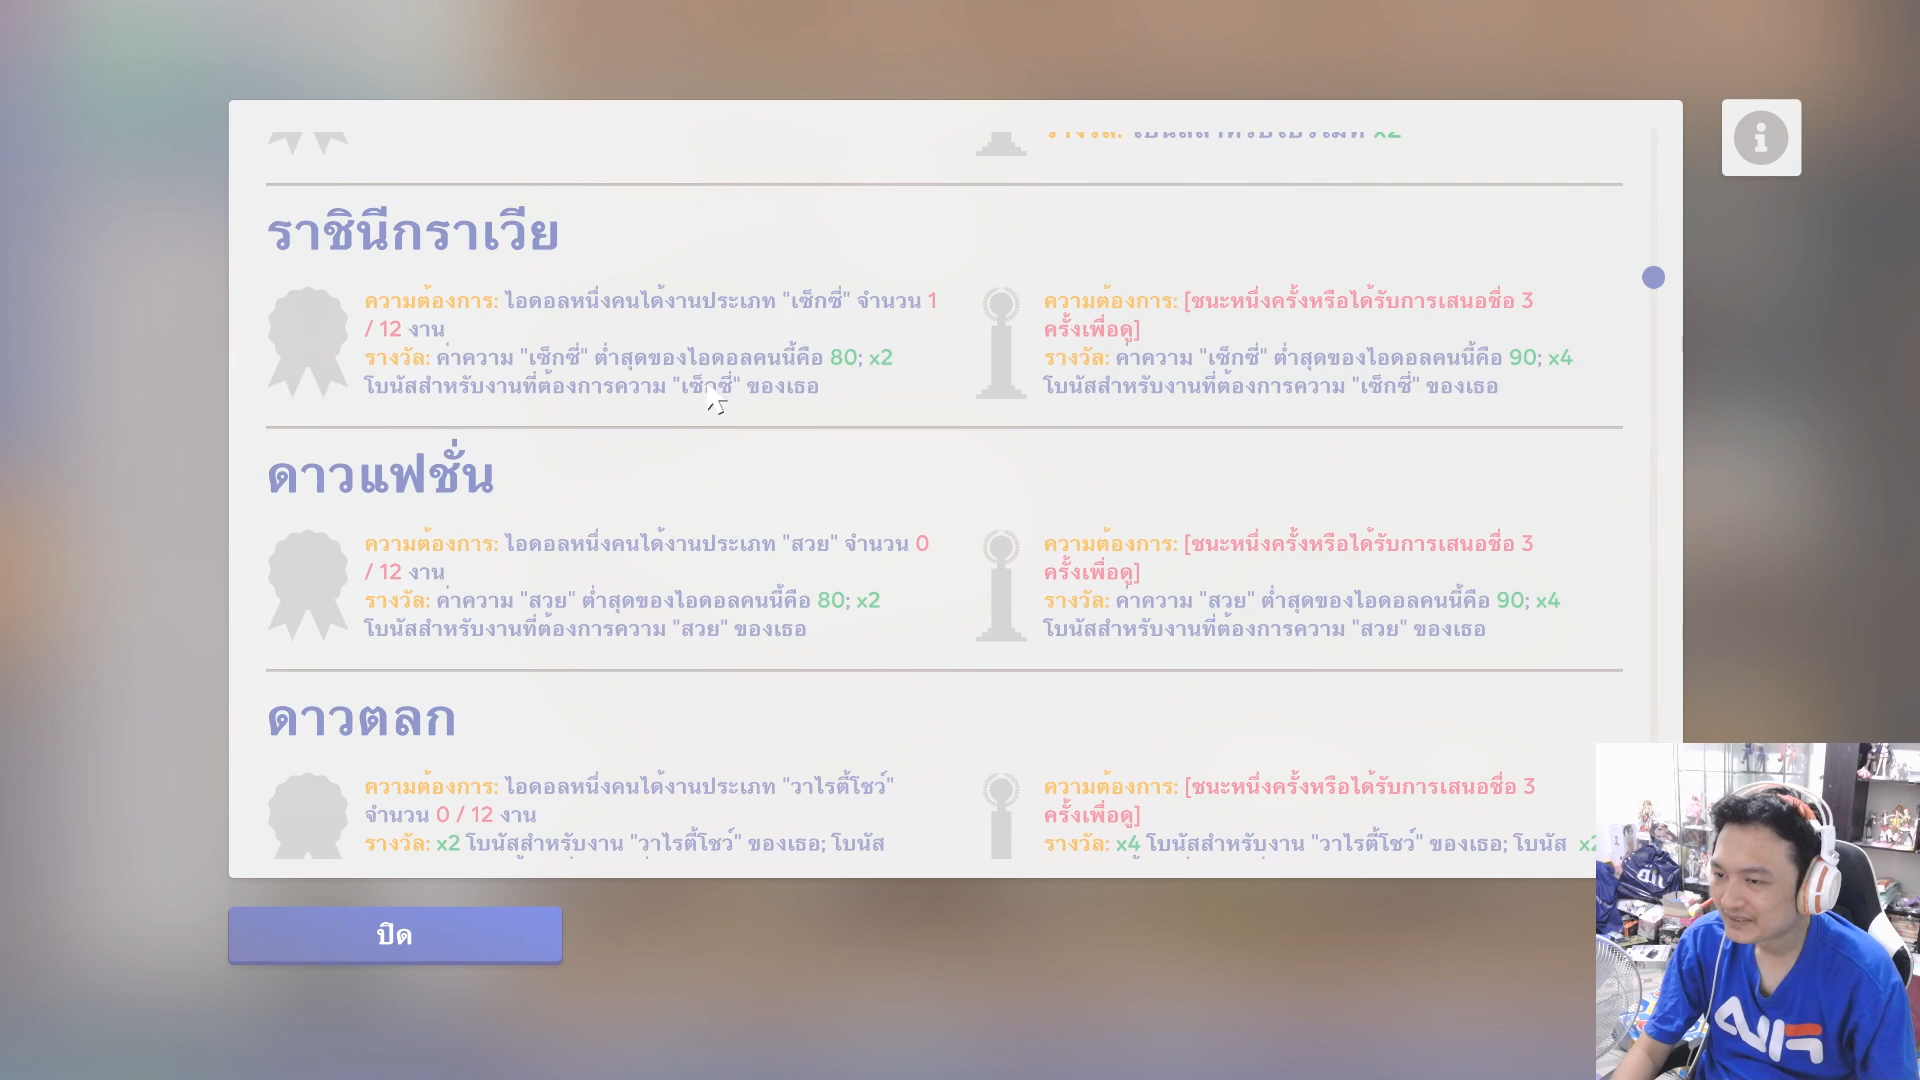 x2
ราชินีกราเวีย
ความต้องการ: ไอดอลหนึ่งคนได้งานประเภท "เซ็กซี่" จำนวน 1
/ 12 งาน
รางวัล: ค่าความ "เซ็กซี่" ต่ำสุดของไอดอลคนนี้คือ 80; x2
โบนัสสำหรับงานที่ต้องการความ "เซ็กซี่" ของเธอ
ความต้องการ: [ชนะหนึ่งครั้งหรือได้รับการเสนอชื่อ 3
ครั้งเพื่อดู]
รางวัล: ค่าความ "เซ็กซี่" ต่ำสุดของไอดอลคนนี้คือ 90; x4
โบนัสสำหรับงานที่ต้องการความ "เซ็กซี่" ของเธอ
ดาวแฟชั่น
ความต้องการ: ไอดอลหนึ่งคนได้งานประเภท "สวย" จำนวน 0
/ 12 งาน
รางวัล: ค่าความ "สวย" ต่ำสุดของไอดอลคนนี้คือ 80; x2
โบนัสสำหรับงานที่ต้องการความ "สวย" ของเธอ
ความต้องการ: [ชนะหนึ่งครั้งหรือได้รับการเสนอชื่อ 3
ครั้งเพื่อดู]
รางวัล: ค่าความ "สวย" ต่ำสุดของไอดอลคนนี้คือ 90; x4
โบนัสสำหรับงานที่ต้องการความ "สวย" ของเธอ
ดาวตลก
ความต้องการ: ไอดอลหนึ่งคนได้งานประเภท "วาไรตี้โชว์"
จำนวน 0 / 12 งาน
รางวัล: x2 โบนัสสำหรับงาน "วาไรตี้โชว์" ของเธอ; โบนัส
ความต้องการ: [ชนะหนึ่งครั้งหรือได้รับการเสนอชื่อ 3
ครั้งเพื่อดู]
รางวัล: x4 โบนัสสำหรับงาน "วาไรตี้โชว์" ของเธอ; โบนัส x2
ปิด